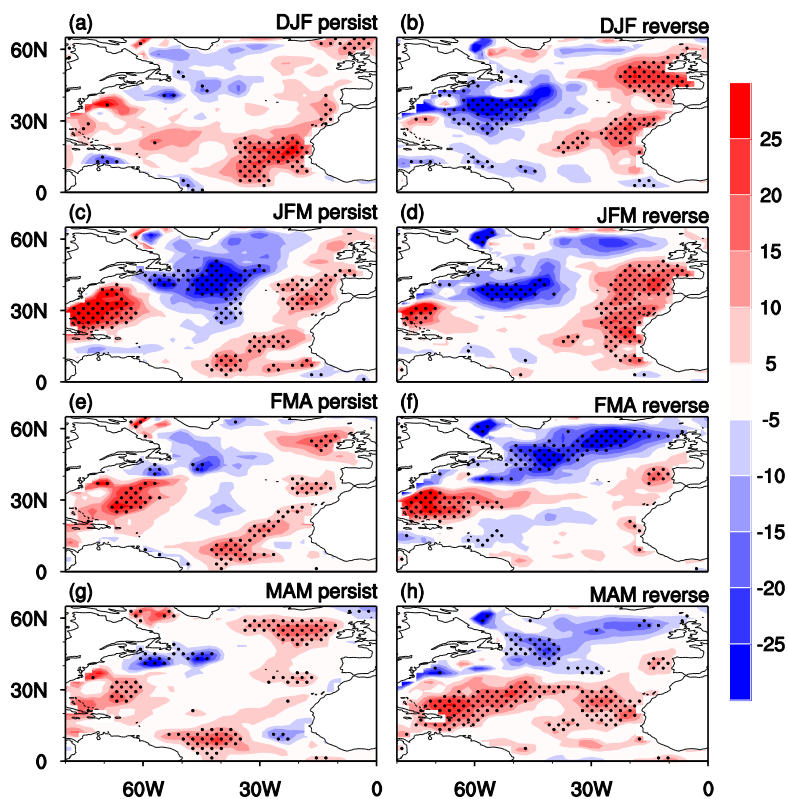 (a) DJF persist (b) DJF reverse
60N
30N
0
25
20
(c) JFM persist (d) JFM reverse
60N
15
30N
10
0
5
(e) FMA persist (f) FMA reverse
60N
-5
30N
-10
0
-15
(g) MAM persist (h) MAM reverse
60N
-20
30N
-25
0
60W 30W 0 60W 30W 0